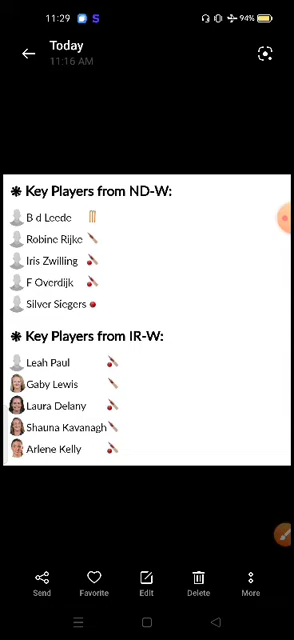 11:29
94%
Today
11:16 AM
✱ Key Players from ND-W:
B d Leede
Robine Rijke
Iris Zwilling
F Overdijk
Silver Siegers
✱ Key Players from IR-W:
Leah Paul
Gaby Lewis
Laura Delany
Shauna Kavanagh
Arlene Kelly
Send Favorite Edit Delete More